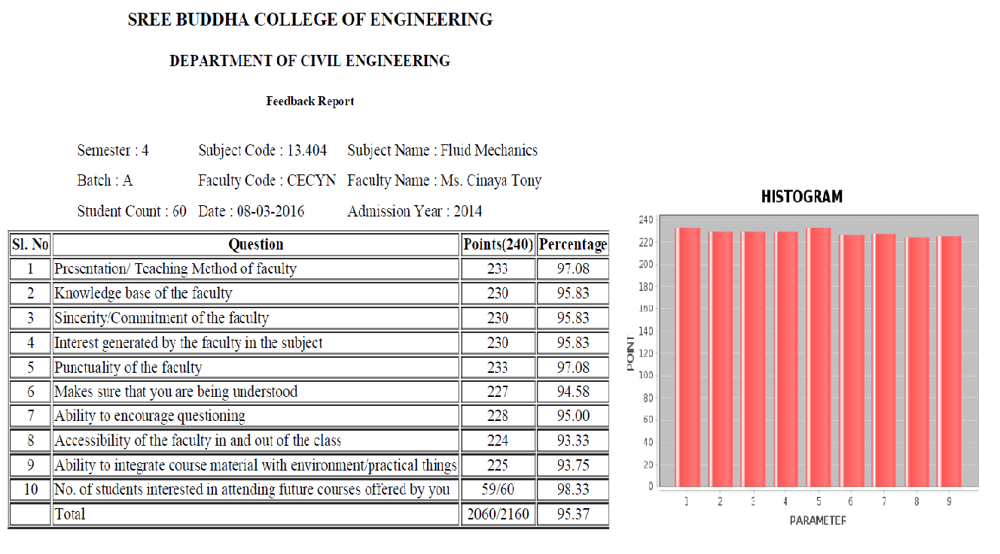 SREE BUDDHA COLLEGE OF ENGINEERING
DEPARTMENT OF CIVIL ENGINEERING
Feedback Report
Semester : 4 Subject Code : 13.404 Subject Name : Fluid Mechanics
Batch : A Faculty Code : CECYN Faculty Name : Ms. Cinaya Tony
Student Count : 60 Date : 08-03-2016 Admission Year : 2014
Sl. No Question Points(240) Percentage
1 Presentation/ Teaching Method of faculty 233 97.08
2 Knowledge base of the faculty 230 95.83
3 Sincerity/Commitment of the faculty 230 95.83
4 Interest generated by the faculty in the subject 230 95.83
5 Punctuality of the faculty 233 97.08
6 Makes sure that you are being understood 227 94.58
7 Ability to encourage questioning 228 95.00
8 Accessibility of the faculty in and out of the class 224 93.33
9 Ability to integrate course material with environment/practical things 225 93.75
10 No. of students interested in attending future courses offered by you 59/60 98.33
Total 2060/2160 95.37
HISTOGRAM
240
220
200
180
160
140
120
100
80
60
40
20
0
POINT
1 2 3 4 5 6 7 8 9
PARAMETER